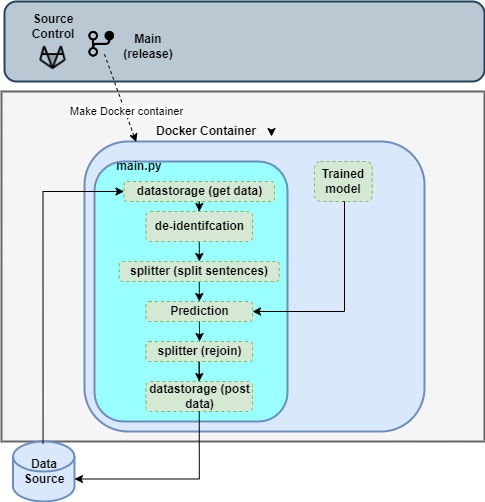 Source
Control
Main
(release)
Make Docker container
Docker Container
main.py
datastorage (get data)
Trained
model
de-identifcation
splitter (split sentences)
Prediction
splitter (rejoin)
datastorage (post
data)
Data
Source